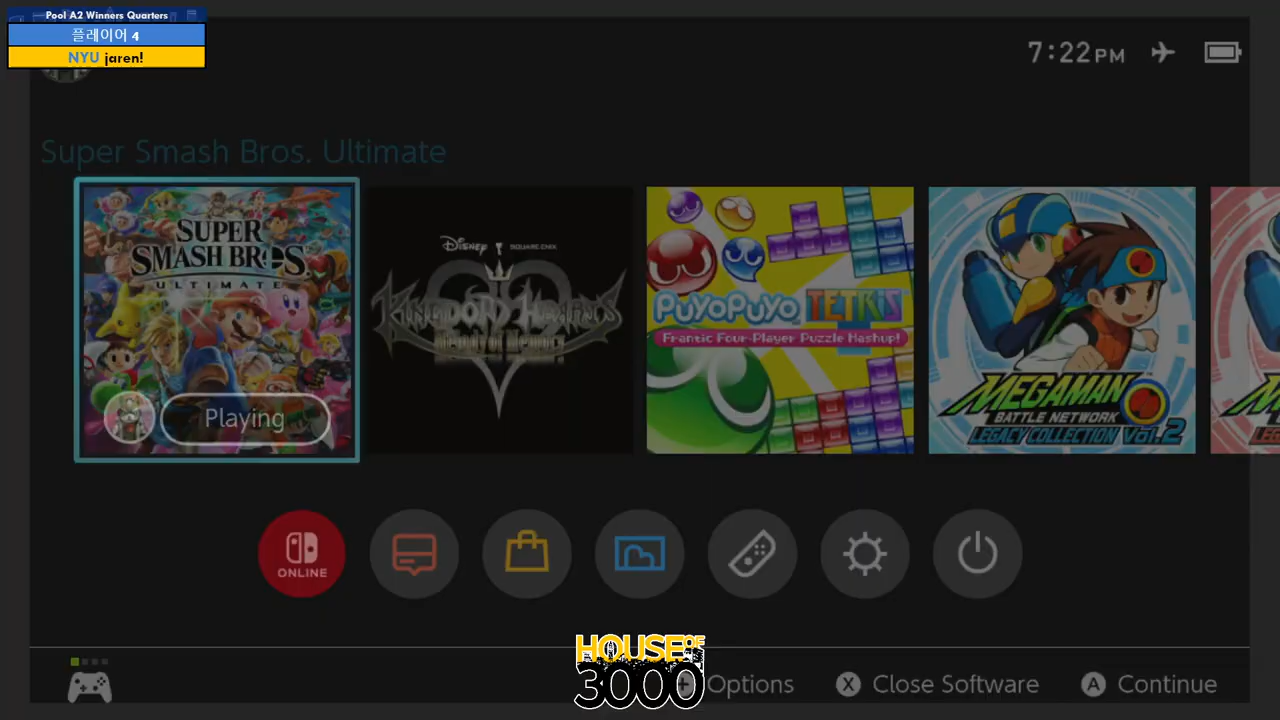 Pool A2 Winners Quarters
플레이어 4
NYU jaren!
7:22PM
Super Smash Bros. Ultimate
SUPER
SMASH BROS.
ULTIMATE
Playing
Disney
SQUARE ENIX
KINGDOM HEARTS
MELODY OF MEMORY
PUYOPUYO TETRIS
Frantic Four-Player Puzzle Mashup!
MEGAMAN
BATTLE NETWORK
LEGACY COLLECTION Vol.2
ONLINE
HOUSE OF
3000
+ Options
X Close Software
A Continue